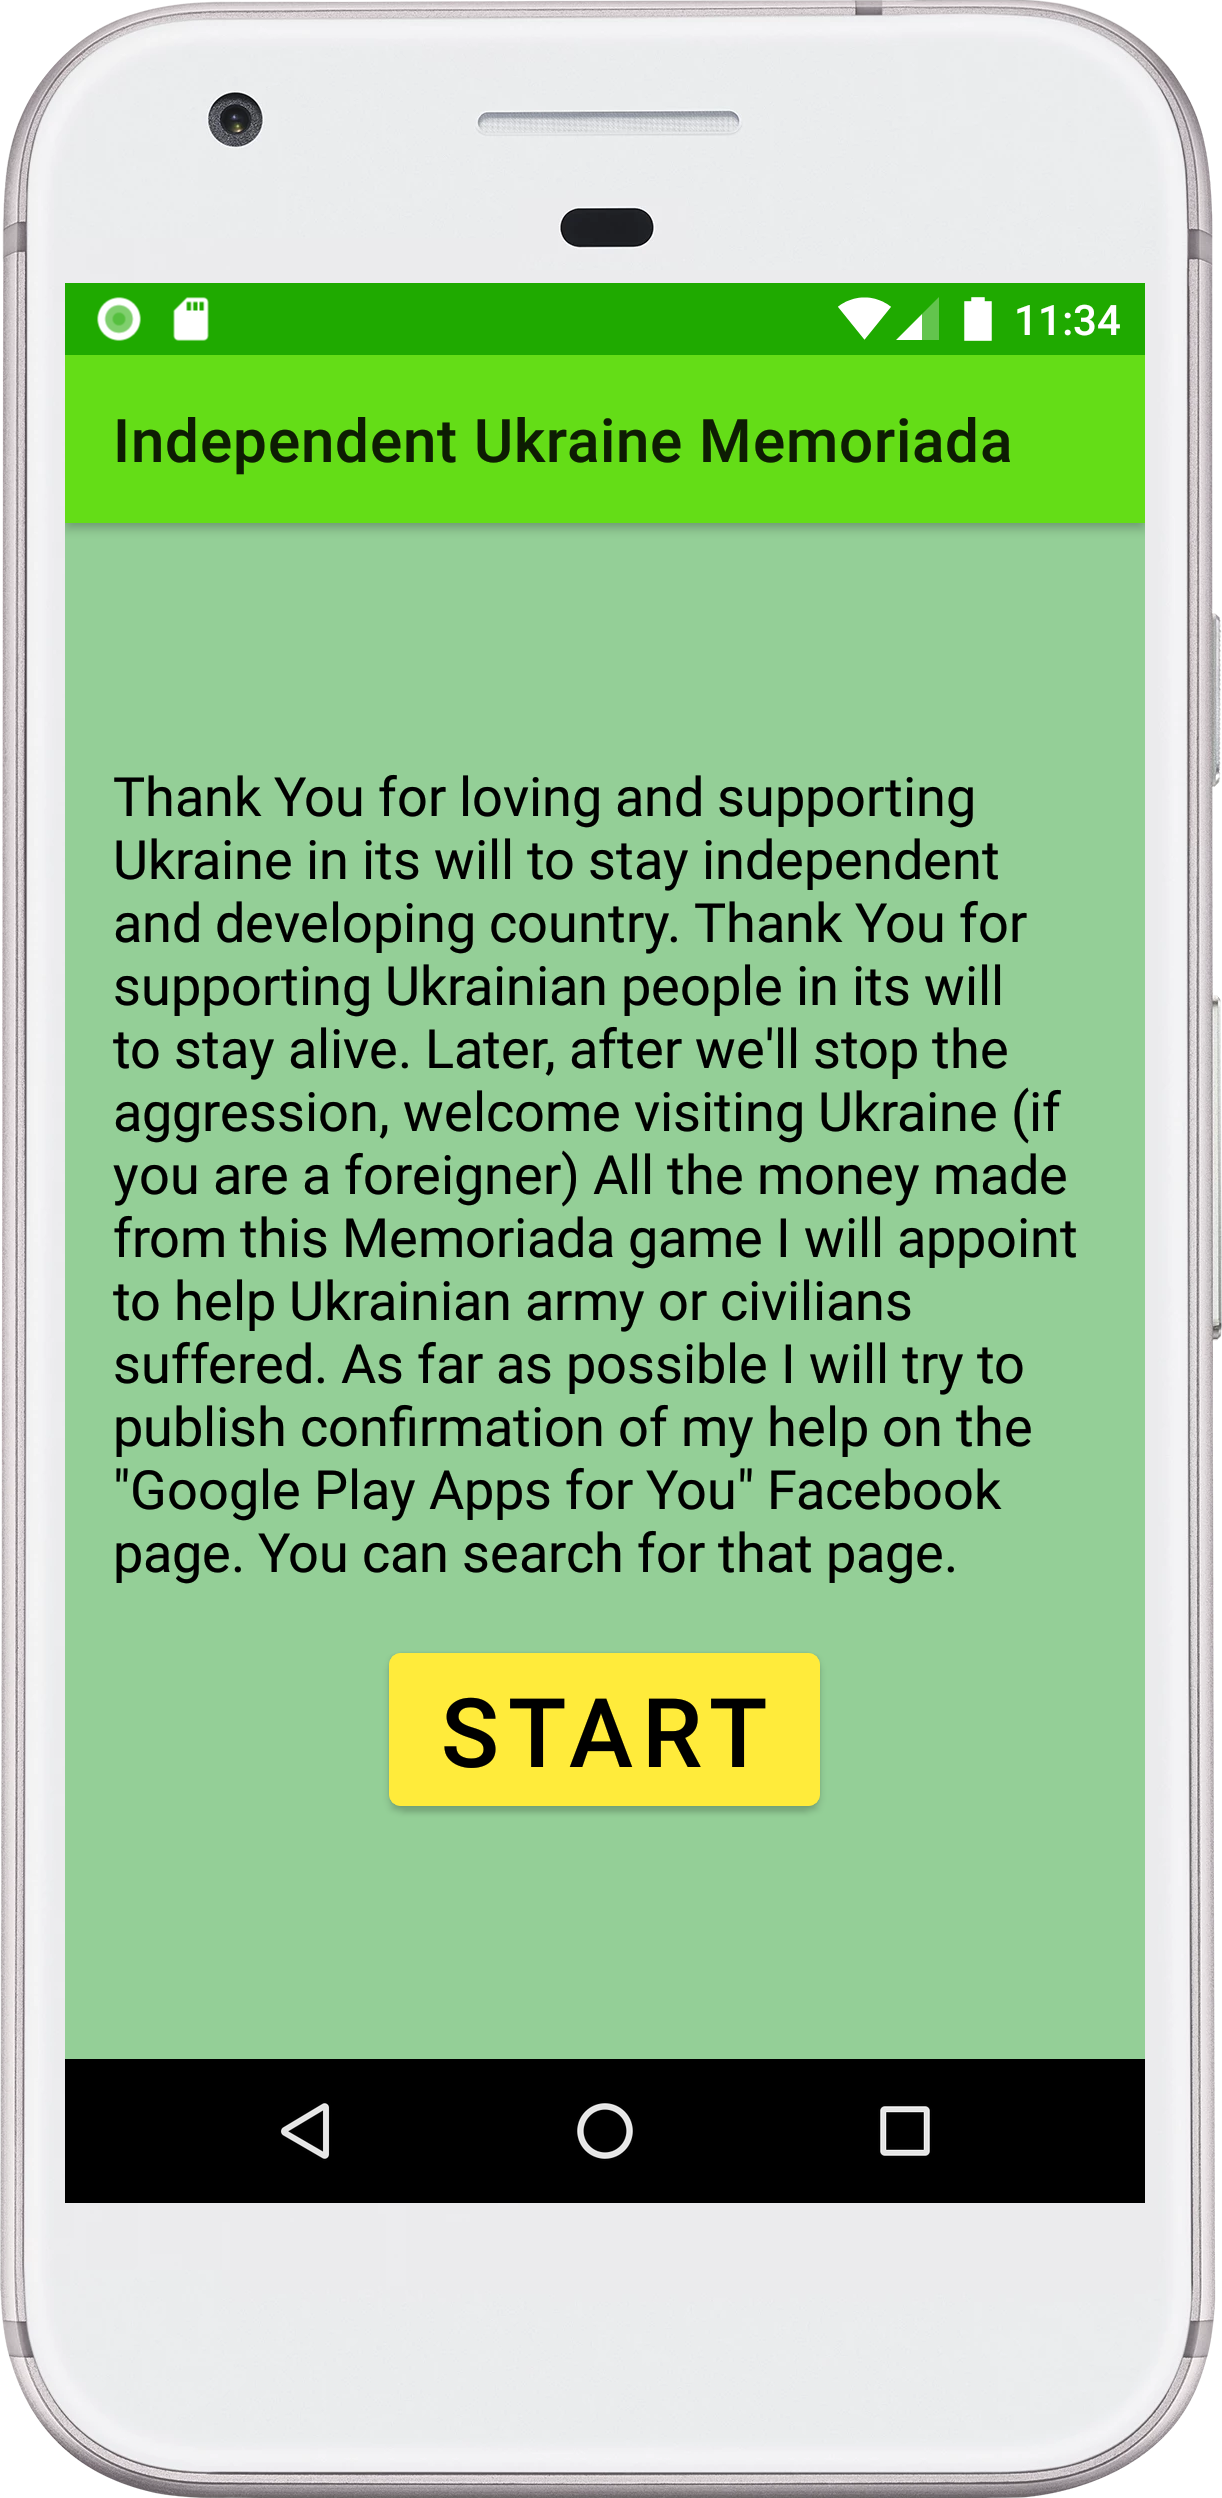 11:34
Independent Ukraine Memoriada
Thank You for loving and supporting
Ukraine in its will to stay independent
and developing country. Thank You for
supporting Ukrainian people in its will
to stay alive. Later, after we'll stop the
aggression, welcome visiting Ukraine (if
you are a foreigner) All the money made
from this Memoriada game I will appoint
to help Ukrainian army or civilians
suffered. As far as possible I will try to
publish confirmation of my help on the
"Google Play Apps for You" Facebook
page. You can search for that page.
START